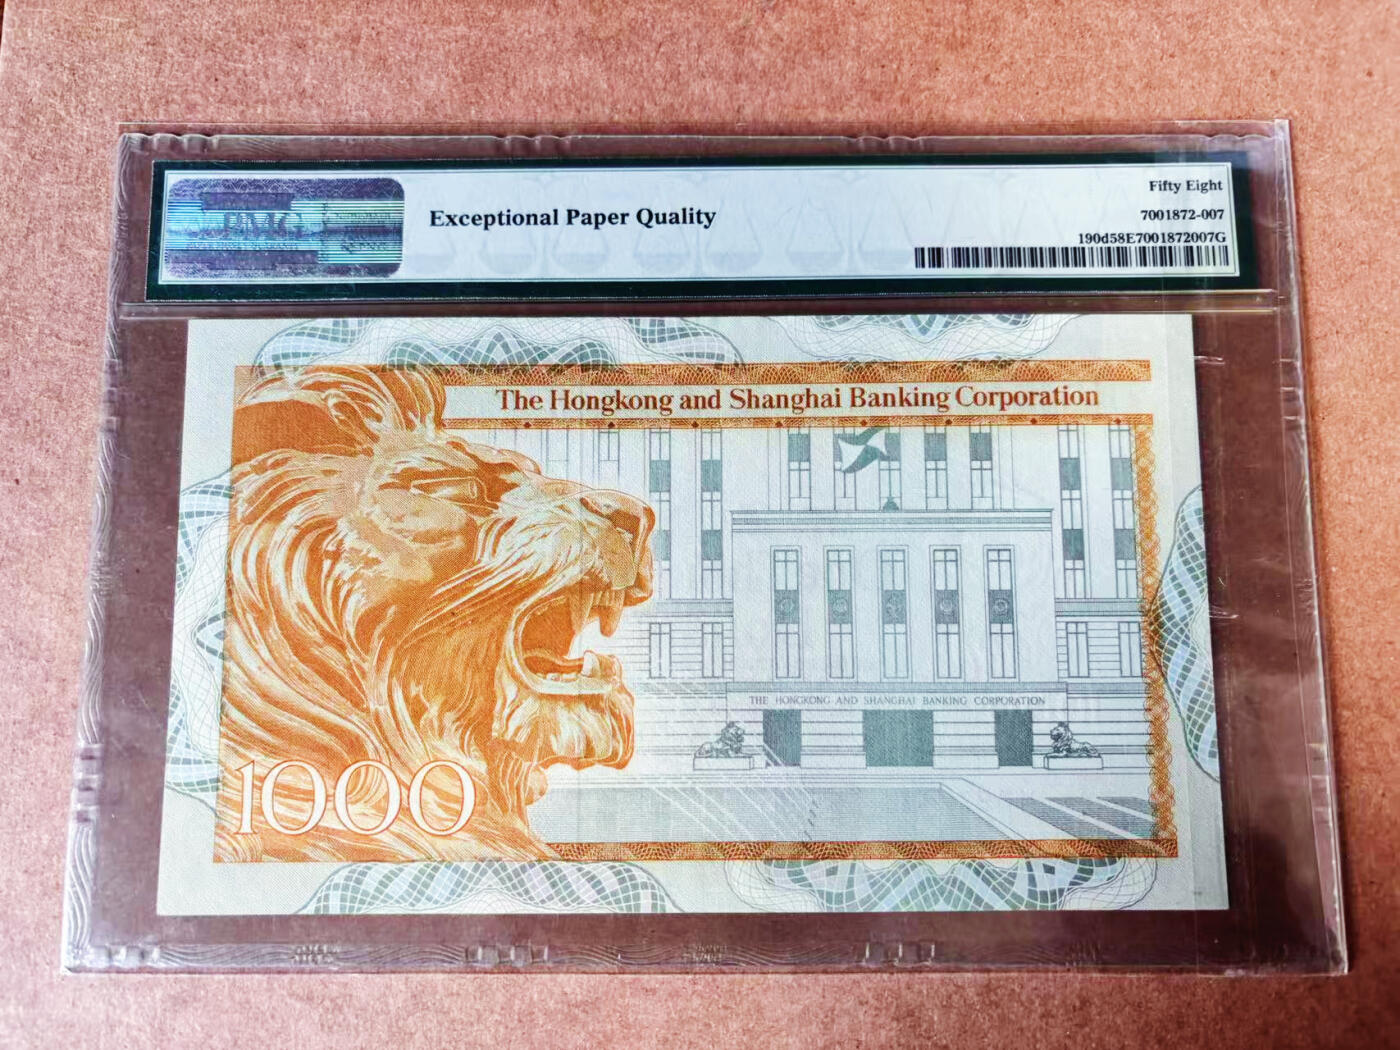 PMG
Exceptional Paper Quality
Fifty Eight
7001872-007
190d58E7001872007G
The Hongkong and Shanghai Banking Corporation
THE HONGKONG AND SHANGHAI BANKING CORPORATION
1000